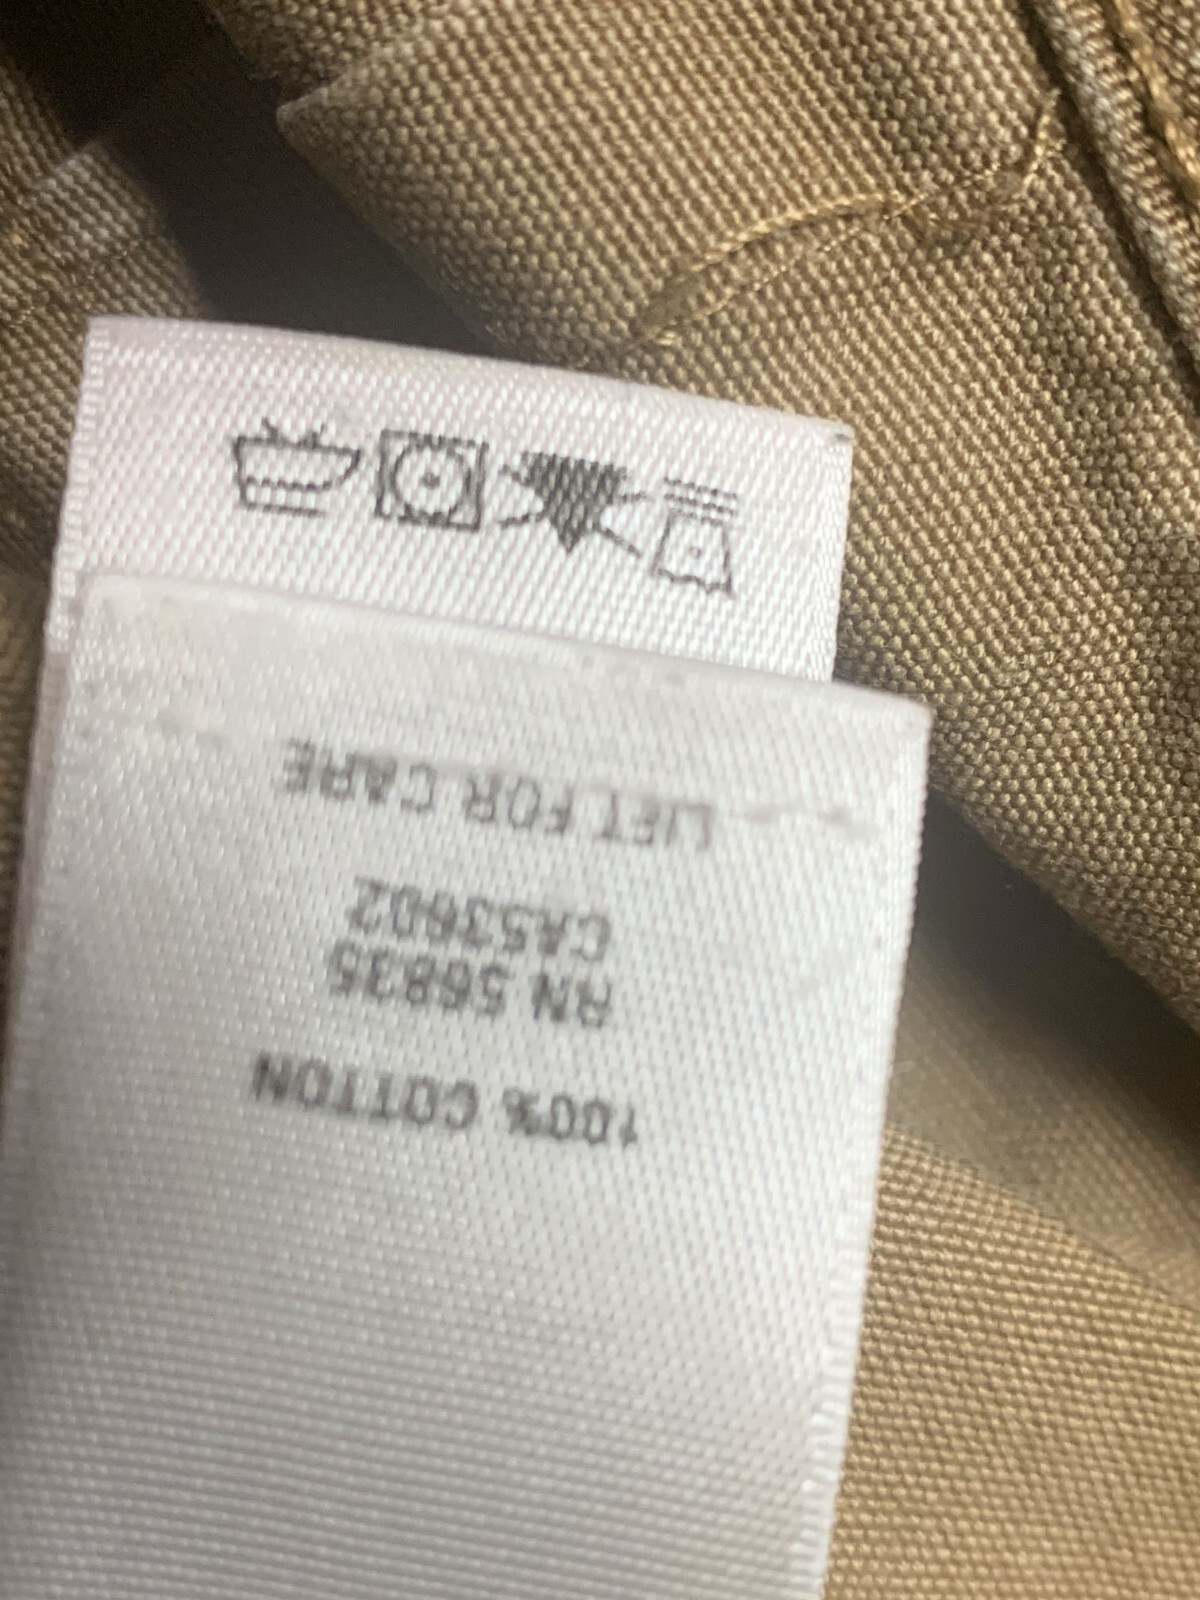 100% COTTON
RN 56835
CA53602
LIFT FOR CARE